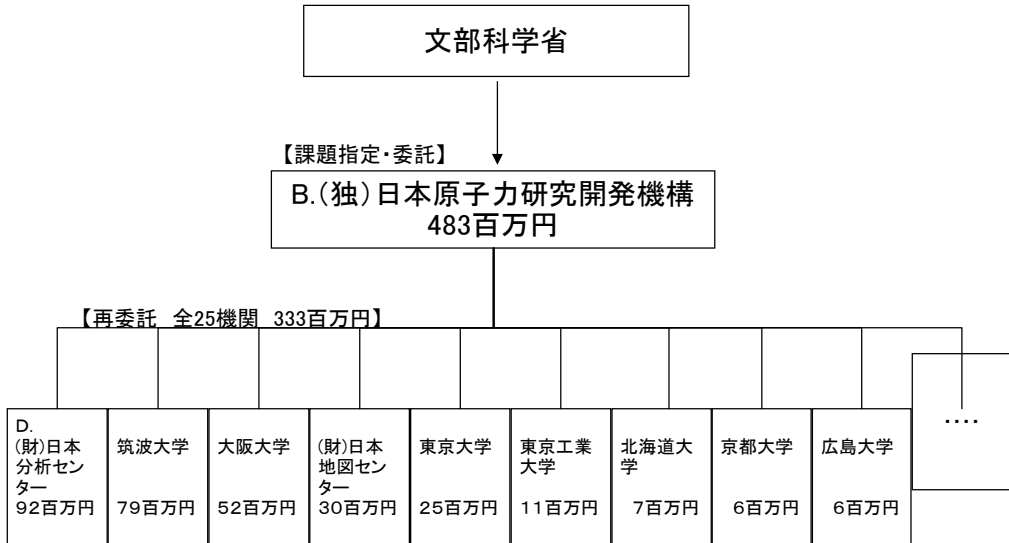 文部科学省
【課題指定・委託】
B.(独)日本原子力研究開発機構
483百万円
【再委託　全25機関　333百万円】
D.
(財)日本
分析セン
ター
92百万円
筑波大学
79百万円
大阪大学
52百万円
(財)日本
地図セン
ター
30百万円
東京大学
25百万円
東京工業
大学
11百万円
北海道大
学
7百万円
京都大学
6百万円
広島大学
6百万円
‥‥